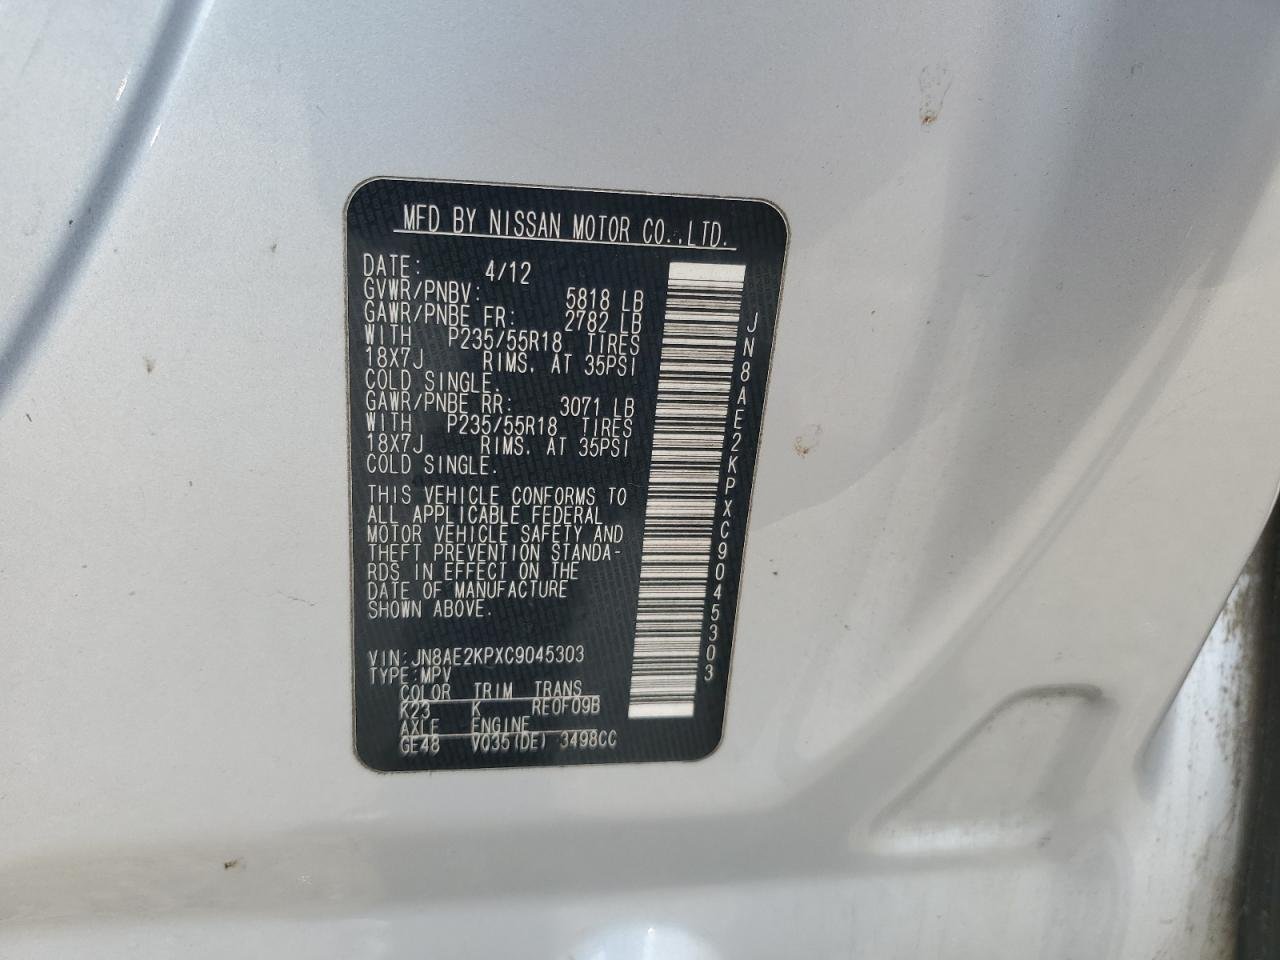 MFD BY NISSAN MOTOR CO.,LTD.
DATE: 4/12
GVWR/PNBV: 5818 LB
GAWR/PNBE FR: 2782 LB
WITH P235/55R18 TIRES
18X7J RIMS. AT 35PSI
COLD SINGLE.
GAWR/PNBE RR: 3071 LB
WITH P235/55R18 TIRES
18X7J RIMS. AT 35PSI
COLD SINGLE.
THIS VEHICLE CONFORMS TO
ALL APPLICABLE FEDERAL
MOTOR VEHICLE SAFETY AND
THEFT PREVENTION STANDA-
RDS IN EFFECT ON THE
DATE OF MANUFACTURE
SHOWN ABOVE.
VIN:JN8AE2KPXC9045303
TYPE:MPV
COLOR TRIM TRANS
K23 K RE0F09B
AXLE ENGINE
GE48 VQ35(DE) 3498CC
JN8AE2KPXC9045303